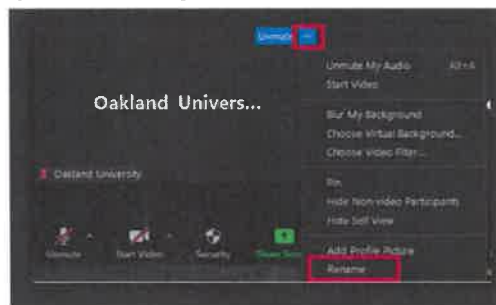 Unmute ...
Unmute My Audio Alt+A
Start Video
Oakland Univers...
Blur My Background
Choose Virtual Background...
Choose Video Filter...
Oakland University
Pin
Hide Non-video Participants
Hide Self View
Unmute Start Video Security Share Screen
Add Profile Picture
Rename